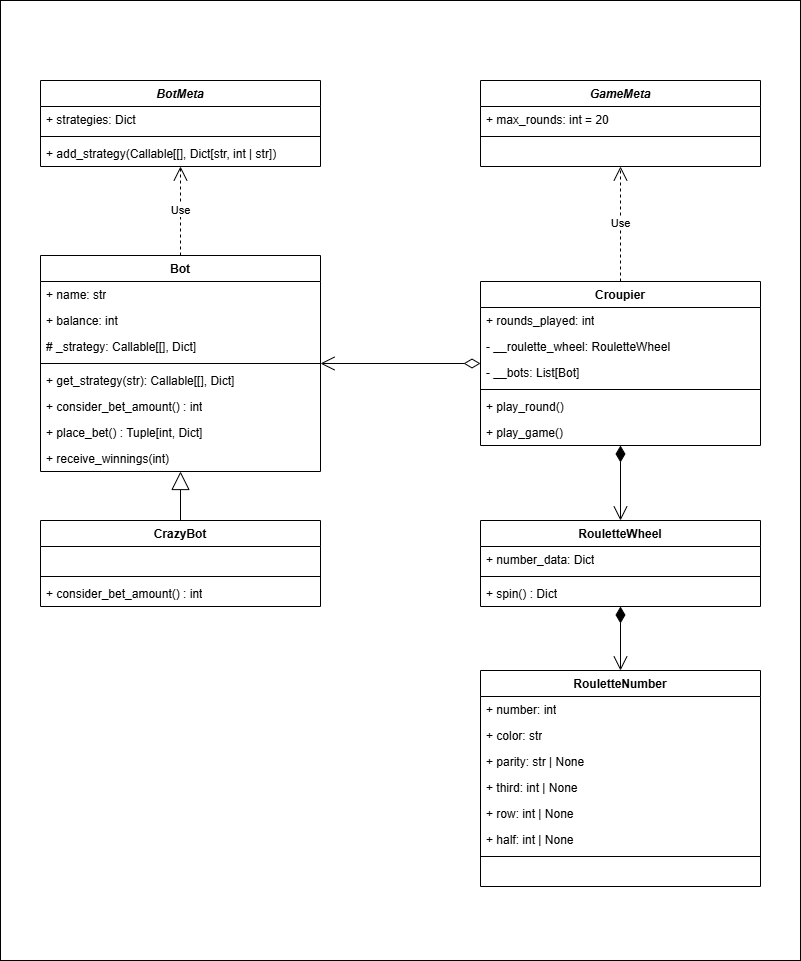 BotMeta
+ strategies: Dict
+ add_strategy(Callable[[], Dict[str, int | str])
Use
Bot
+ name: str
+ balance: int
# _strategy: Callable[[], Dict]
+ get_strategy(str): Callable[[], Dict]
+ consider_bet_amount() : int
+ place_bet() : Tuple[int, Dict]
+ receive_winnings(int)
CrazyBot
+ consider_bet_amount() : int
GameMeta
+ max_rounds: int = 20
Use
Croupier
+ rounds_played: int
- __roulette_wheel: RouletteWheel
- __bots: List[Bot]
+ play_round()
+ play_game()
RouletteWheel
+ number_data: Dict
+ spin() : Dict
RouletteNumber
+ number: int
+ color: str
+ parity: str | None
+ third: int | None
+ row: int | None
+ half: int | None